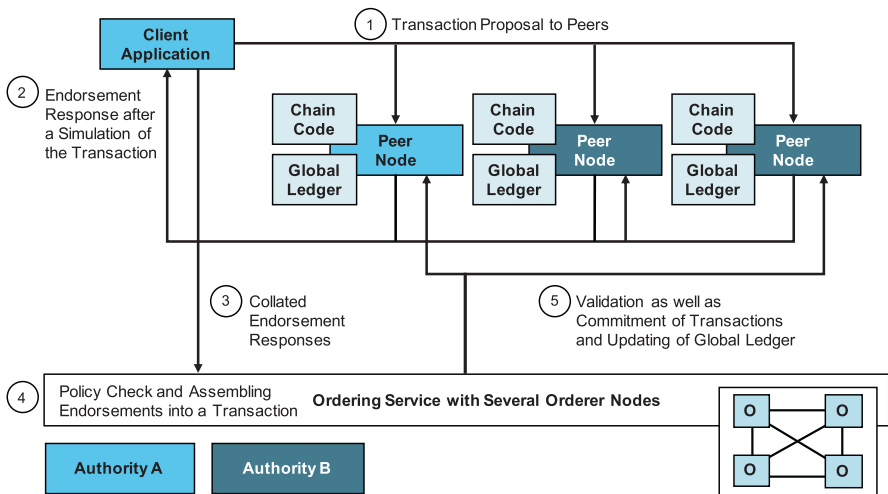 1
Transaction Proposal to Peers
Client
Application
2
Endorsement
Response after
a Simulation of
the Transaction
Chain
Code
Peer
Node
Global
Ledger
Chain
Code
Peer
Node
Global
Ledger
Chain
Code
Peer
Node
Global
Ledger
3
Collated
Endorsement
Responses
5
Validation as well as
Commitment of Transactions
and Updating of Global Ledger
4
Policy Check and Assembling
Endorsements into a Transaction
Ordering Service with Several Orderer Nodes
O
O
O
O
Authority A
Authority B